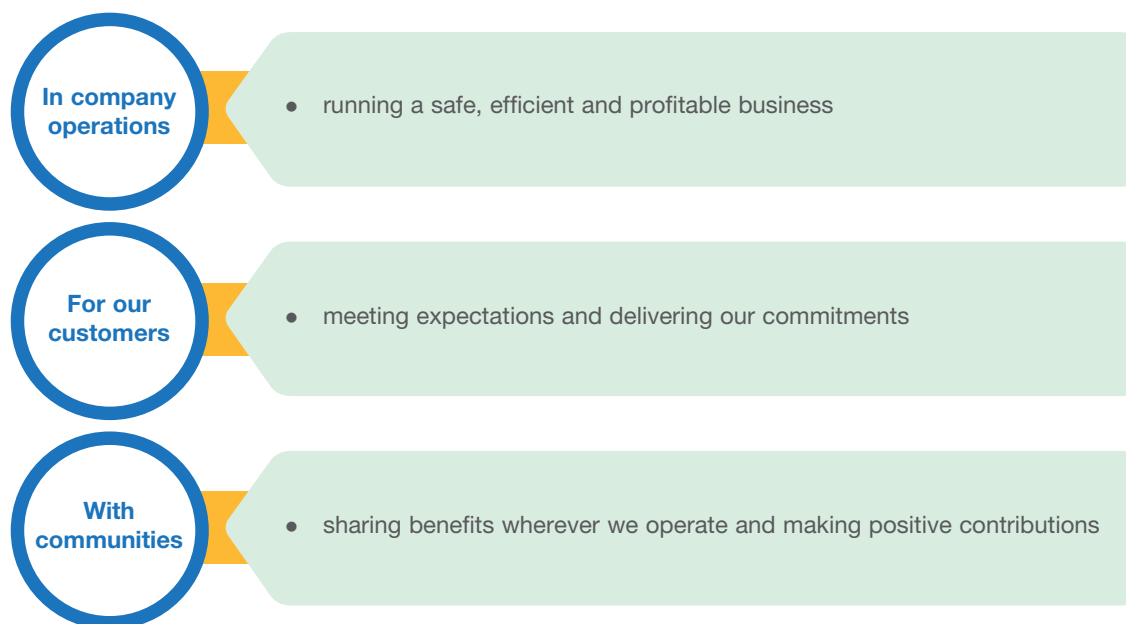 In company
operations
● running a safe, efficient and profitable business
For our
customers
● meeting expectations and delivering our commitments
With
communities
● sharing benefits wherever we operate and making positive contributions